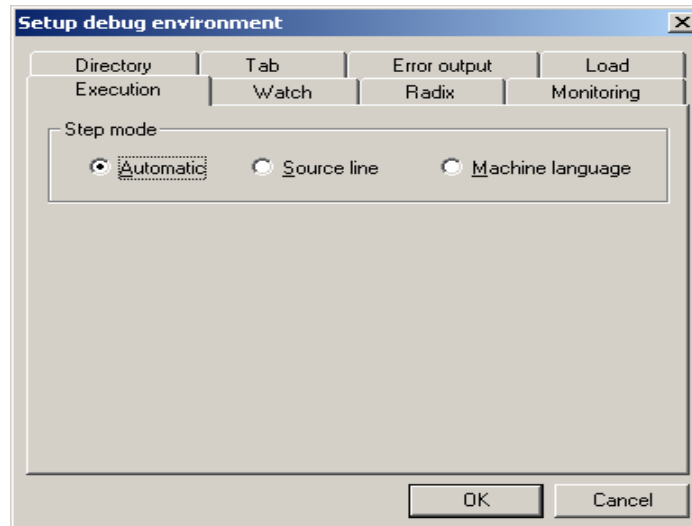 Setup debug environment
Directory Tab Error output Load
Execution Watch Radix Monitoring
Step mode
Automatic Source line Machine language
OK Cancel